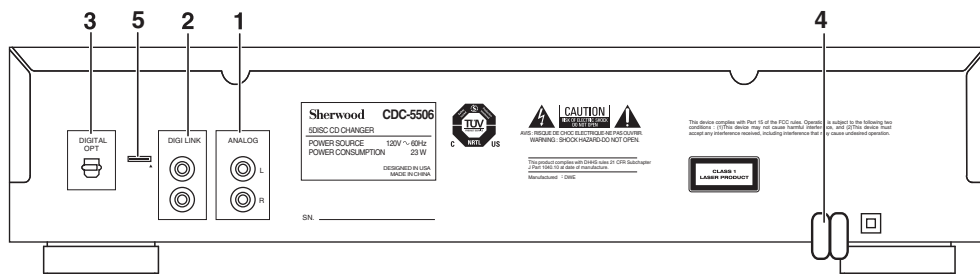 3 5 2 1 4
DIGITAL
OPT
DIGI LINK
ANALOG
L
R
Sherwood CDC-5506
5DISC CD CHANGER
POWER SOURCE 120V ~ 60Hz
POWER CONSUMPTION 23 W
DESIGNED IN USA
MADE IN CHINA
SN.
S
TUV
C NRTL US
CAUTION
RISK OF ELECTRIC SHOCK
DO NOT OPEN
AVIS : RISQUE DE CHOC ELECTRIQUE-NE PAS OUVRIR.
WARNING : SHOCK HAZARD-DO NOT OPEN.
This product complies with DHHS rules 21 CFR Subchapter
J Part 1040.10 at date of manufacture.
Manufactured : DWE
This device complies with Part 15 of the FCC rules. Operation is subject to the following two
conditions : (1)This device may not cause harmful interference, and (2)This device must
accept any interference received, including interference that may cause undesired operation.
CLASS 1
LASER PRODUCT